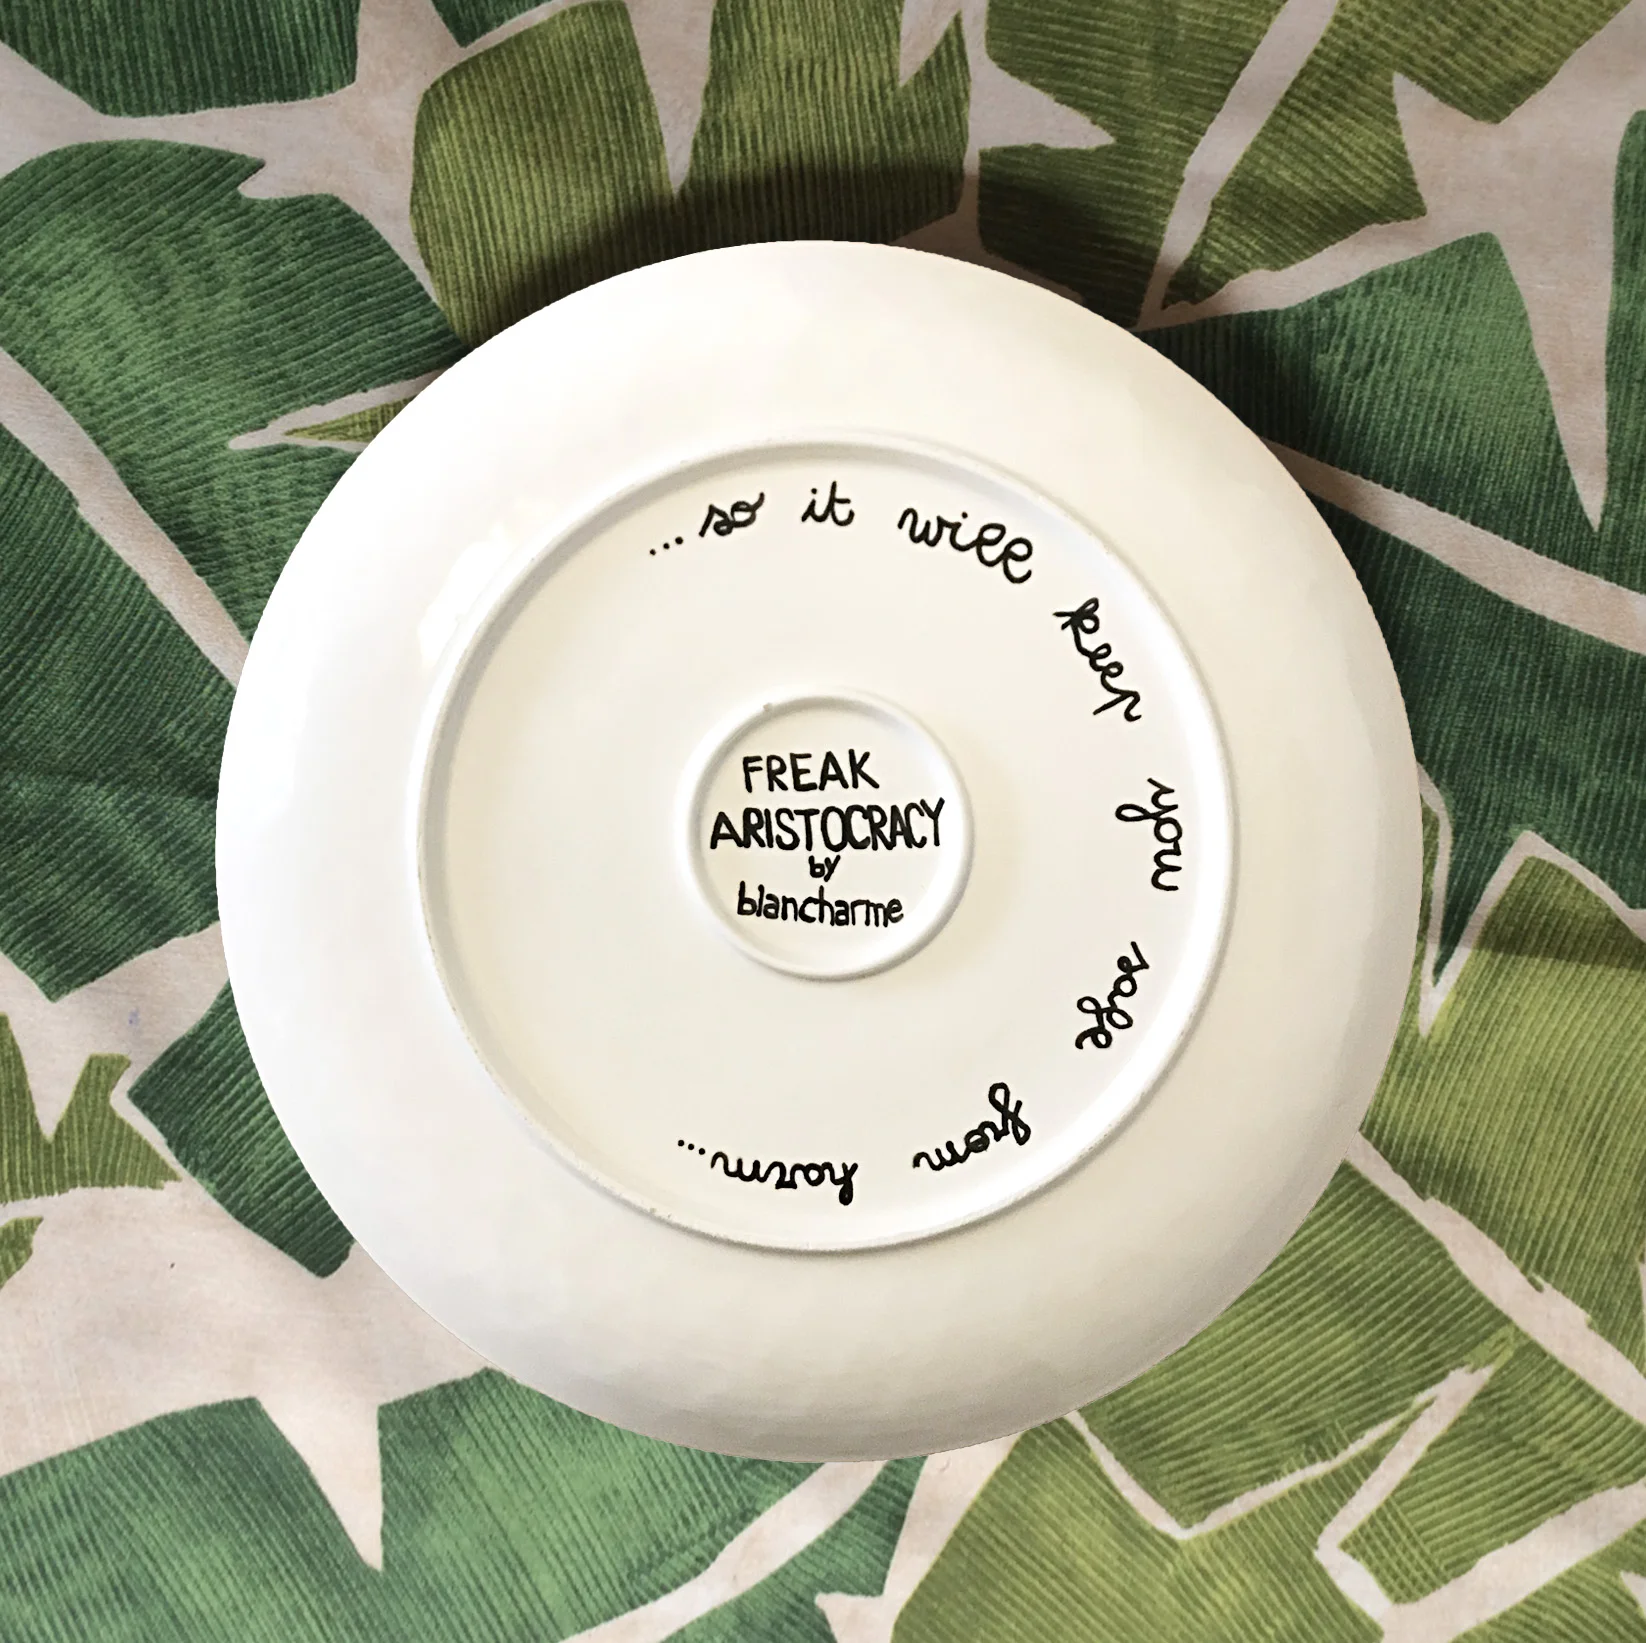 ...so it will keep you safe from harm...
FREAK
ARISTOCRACY
by
blancharme